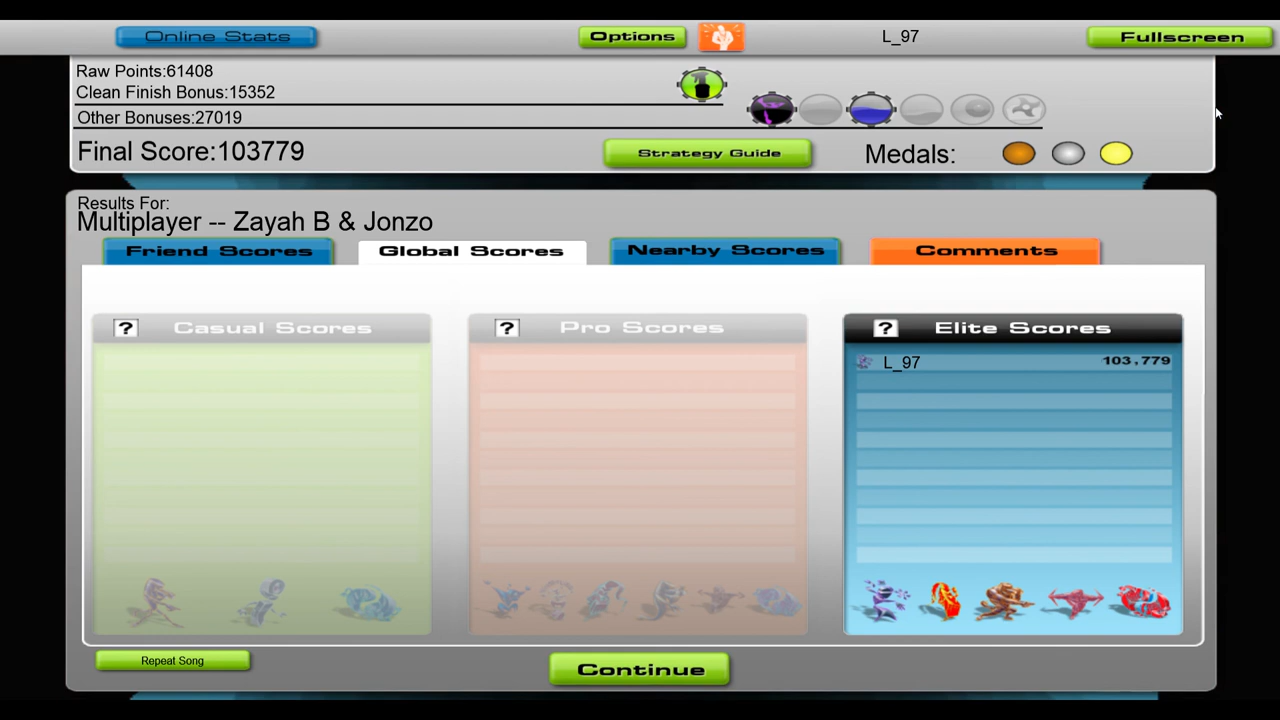 Online Stats
Options
L_97
Fullscreen
Raw Points:61408
Clean Finish Bonus:15352
Other Bonuses:27019
Final Score:103779
Strategy Guide
Medals:
Results For:
Multiplayer -- Zayah B & Jonzo
Friend Scores
Global Scores
Nearby Scores
Comments
? Casual Scores
? Pro Scores
? Elite Scores
L_97 103,779
Repeat Song
Continue